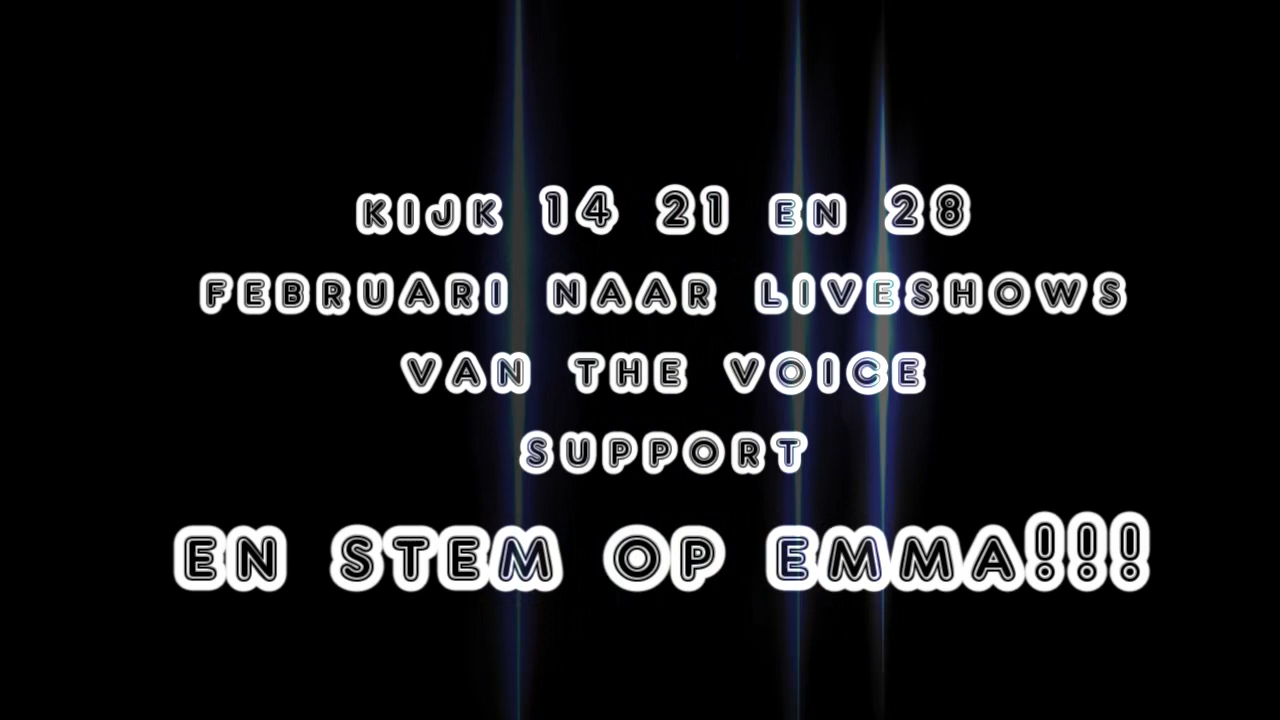 KIJK 14 21 EN 28
FEBRUARI NAAR LIVESHOWS
VAN THE VOICE
SUPPORT
EN STEM OP EMMA!!!